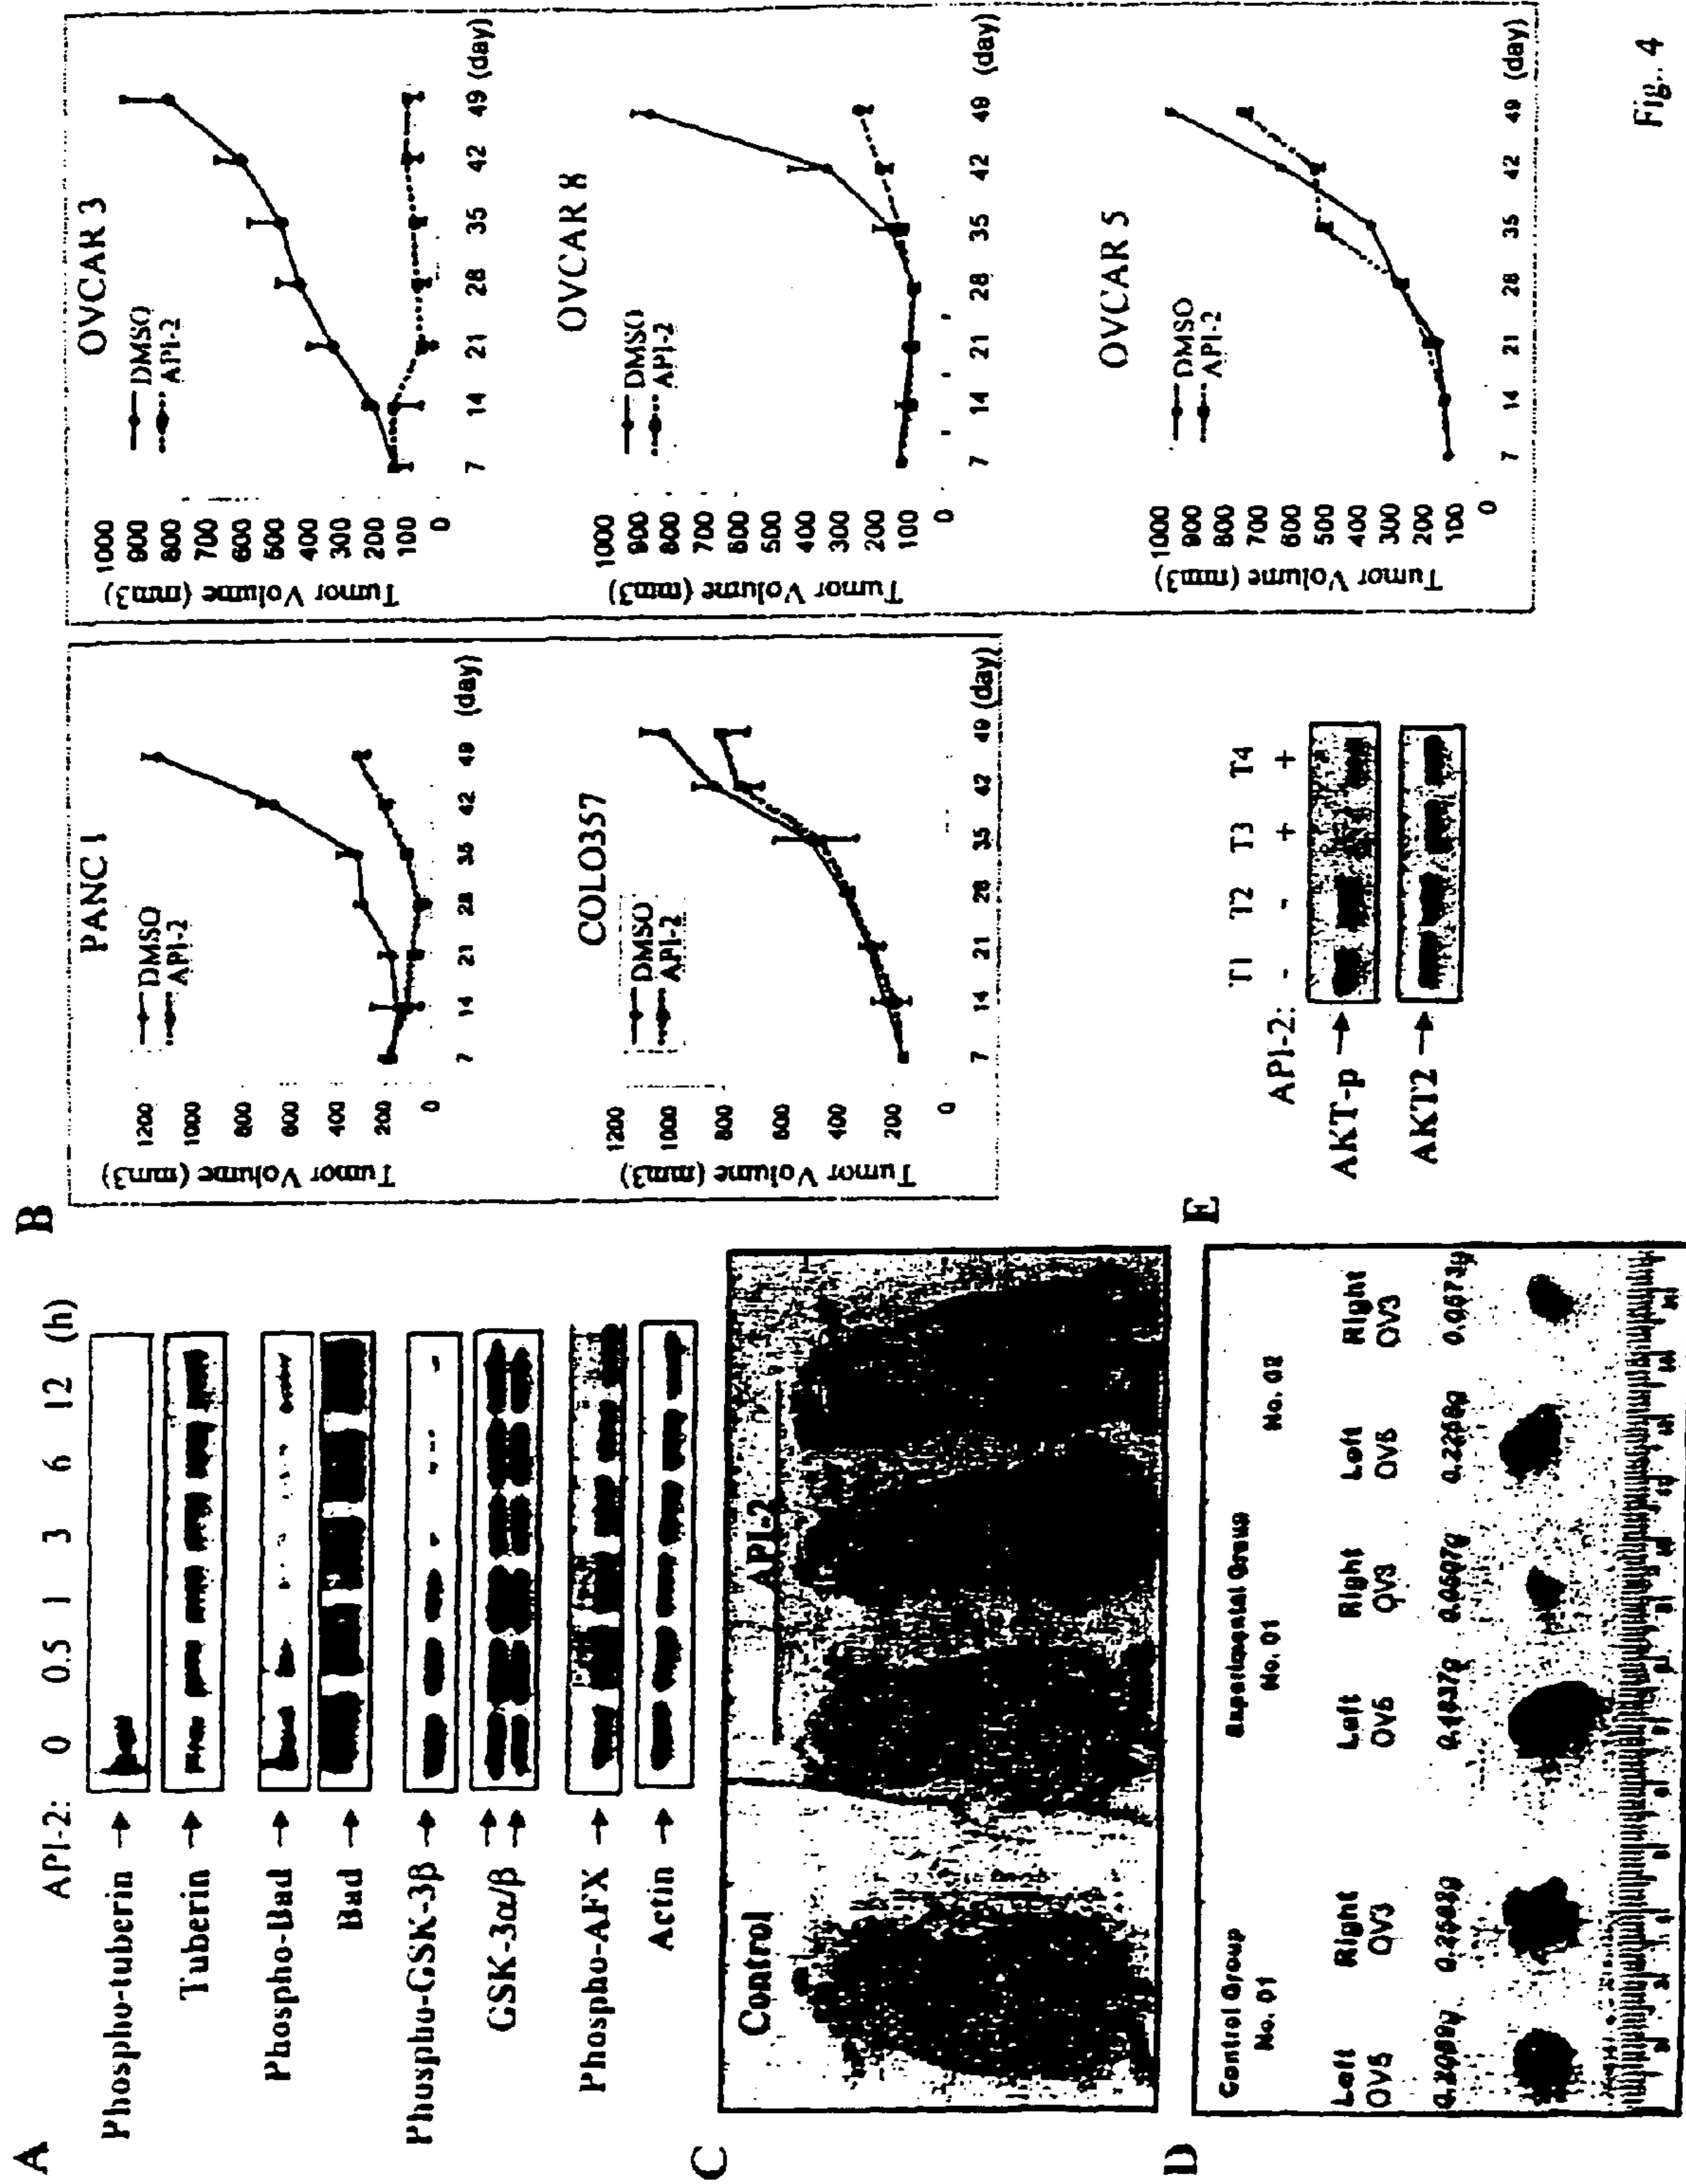 A
API-2: 0 0.5 1 3 6 12 (h)
Phospho-tuberin →
Tuberin →
Phospho-Bad →
Bad →
Phospho-GSK-3β →
GSK-3α/β →
Phospho-AFX →
Actin →
B
PANC1
DMSO
API-2
Tumor Volume (mm3)
1200
1000
800
600
400
200
0
7 14 21 28 35 42 49 (day)
COLO357
DMSO
API-2
Tumor Volume (mm3)
1200
1000
800
600
400
200
0
7 14 21 28 35 42 49 (day)
OVCAR 3
DMSO
API-2
Tumor Volume (mm3)
1000
900
800
700
600
500
400
300
200
100
0
7 14 21 28 35 42 49 (day)
OVCAR 8
DMSO
API-2
Tumor Volume (mm3)
1000
900
800
700
600
500
400
300
200
100
0
7 14 21 28 35 42 49 (day)
OVCAR 5
DMSO
API-2
Tumor Volume (mm3)
1000
900
800
700
600
500
400
300
200
100
0
7 14 21 28 35 42 49 (day)
C
Control
API-2
D
Control Group
No. 01
Experimental Group
No. 01 No. 02
Left Right Left Right Left Right
OV5 OV3 OV5 OV3 OV5 OV3
E
T1 T2 T3 T4
API-2: - - + +
AKT-p →
AKT2 →
Fig. 4